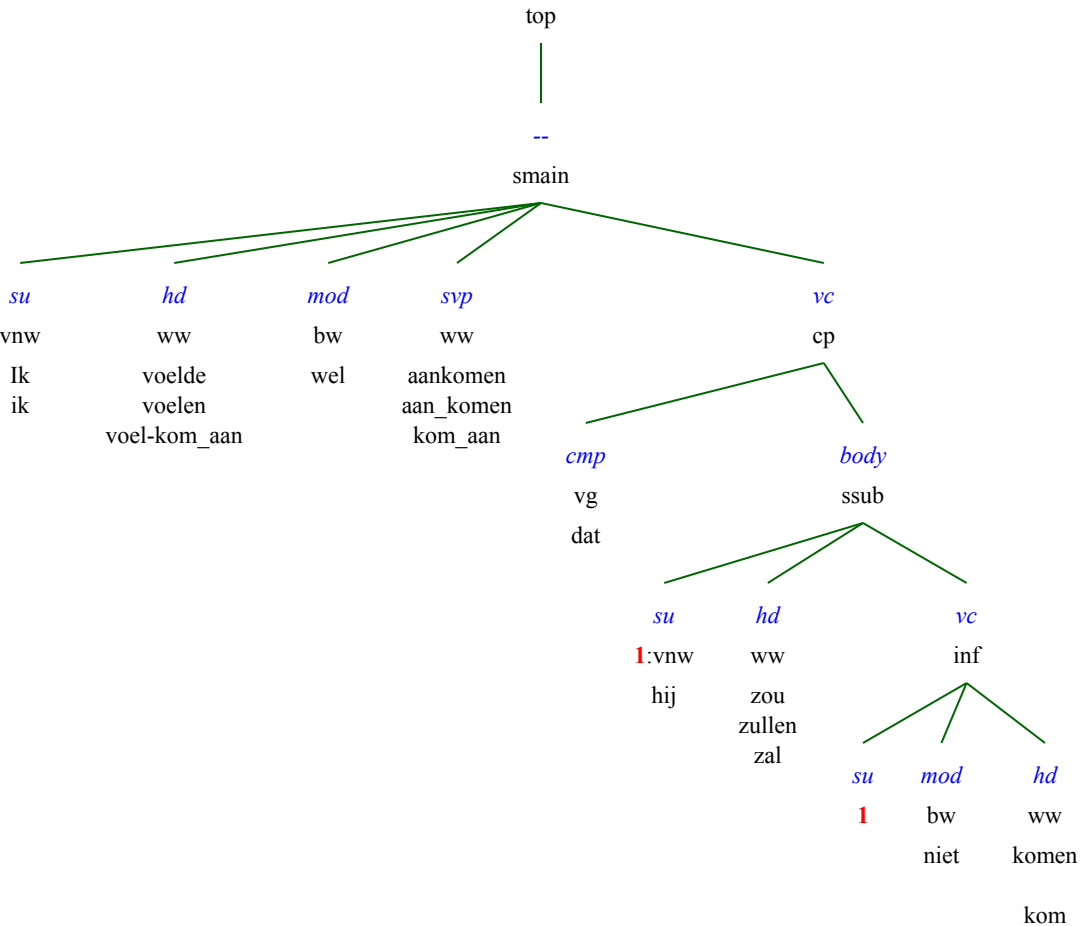 top
--
smain
su hd mod svp vc
vnw ww bw ww cp
Ik voelde wel aankomen
ik voelen aan_komen
voel-kom_aan kom_aan
cmp body
vg ssub
dat
su hd vc
1:vnw ww inf
hij zou
zullen
zal
su mod hd
1 bw ww
niet komen
kom